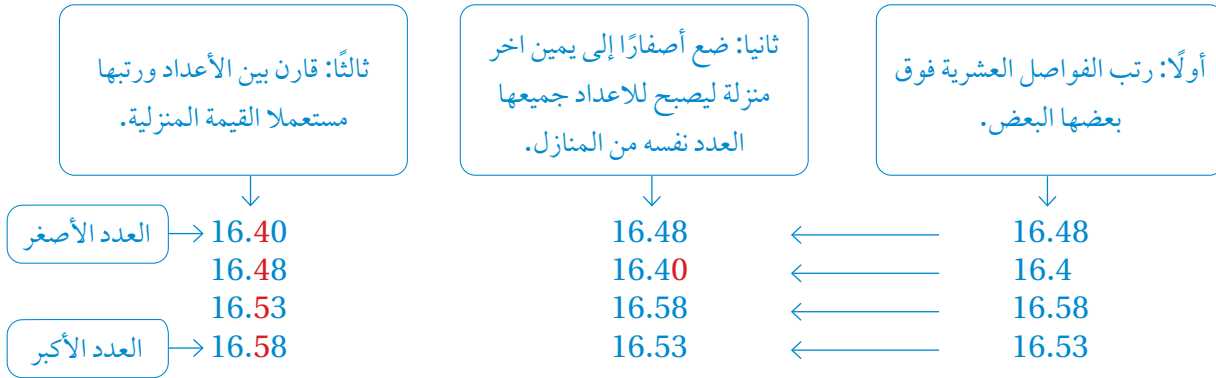 أولًا: رتب الفواصل العشرية فوق
بعضها البعض.
ثانيا: ضع أصفارًا إلى يمين اخر
منزلة ليصبح للاعداد جميعها
العدد نفسه من المنازل.
ثالثًا: قارن بين الأعداد ورتبها
مستعملا القيمة المنزلية.
16.48
16.4
16.58
16.53
16.48
16.40
16.58
16.53
العدد الأصغر
16.40
16.48
16.53
العدد الأكبر
16.58